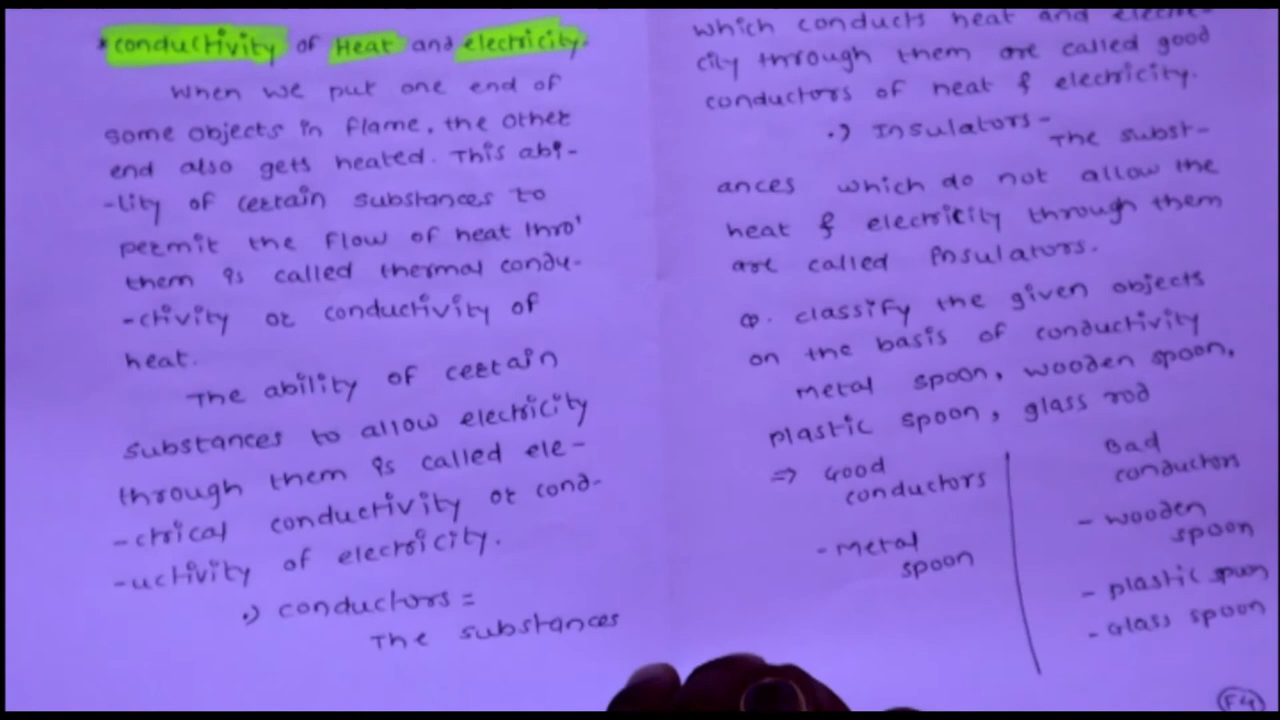 * conductivity of Heat and electricity.
When we put one end of
some objects in flame, the other
end also gets heated. This abi-
-lity of certain substances to
permit the flow of heat thro'
them is called thermal condu-
-ctivity or conductivity of
heat.
The ability of certain
substances to allow electricity
through them is called ele-
-ctrical conductivity or cond-
-uctivity of electricity.
•) conductors =
The substances
which conducts heat and electri-
city through them are called good
conductors of heat & electricity.
•) Insulators-
The subst-
ances which do not allow the
heat & electricity through them
are called insulators.
Q. classify the given objects
on the basis of conductivity
metal spoon, wooden spoon,
plastic spoon, glass rod
⇒ Good
conductors
- metal
spoon
Bad
conductors
- wooden
spoon
- plastic spoon
- Glass spoon
F4